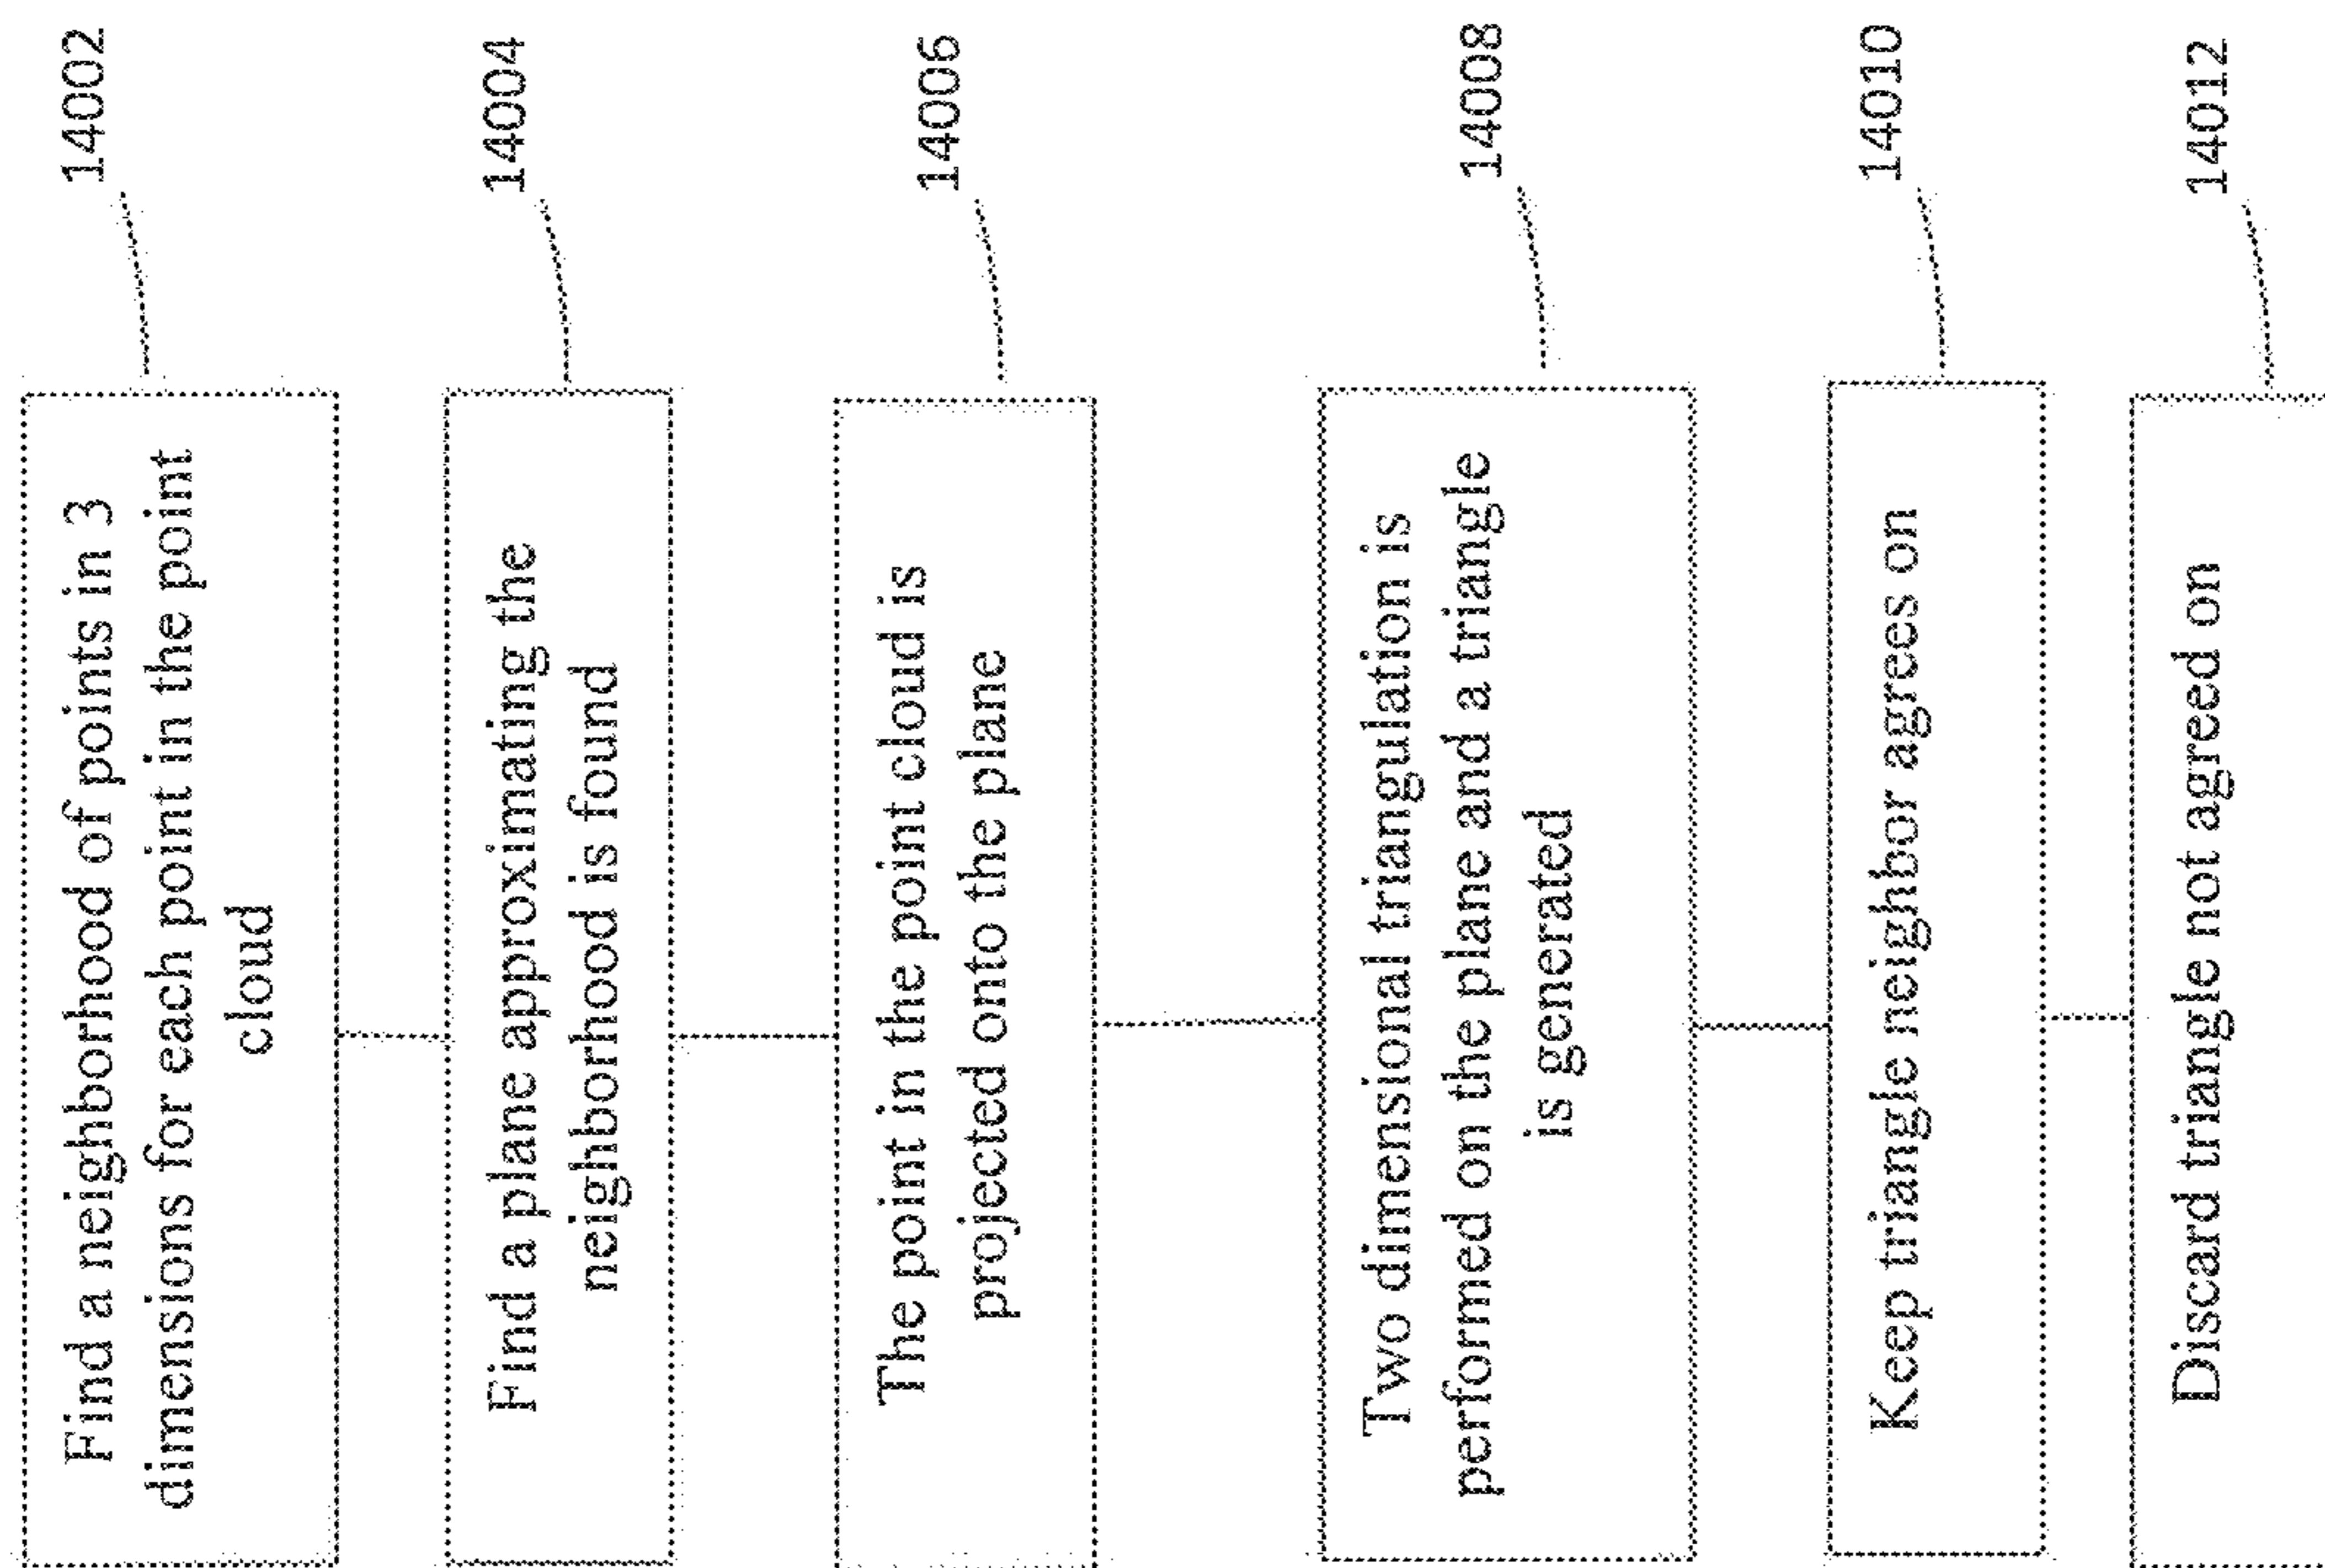 Find a neighborhood of points in 3
dimensions for each point in the point
cloud
14002
Find a plane approximating the
neighborhood is found
14004
The point in the point cloud is
projected onto the plane
14006
Two dimensional triangulation is
performed on the plane and a triangle
is generated
14008
Keep triangle neighbor agrees on
14010
Discard triangle not agreed on
14012